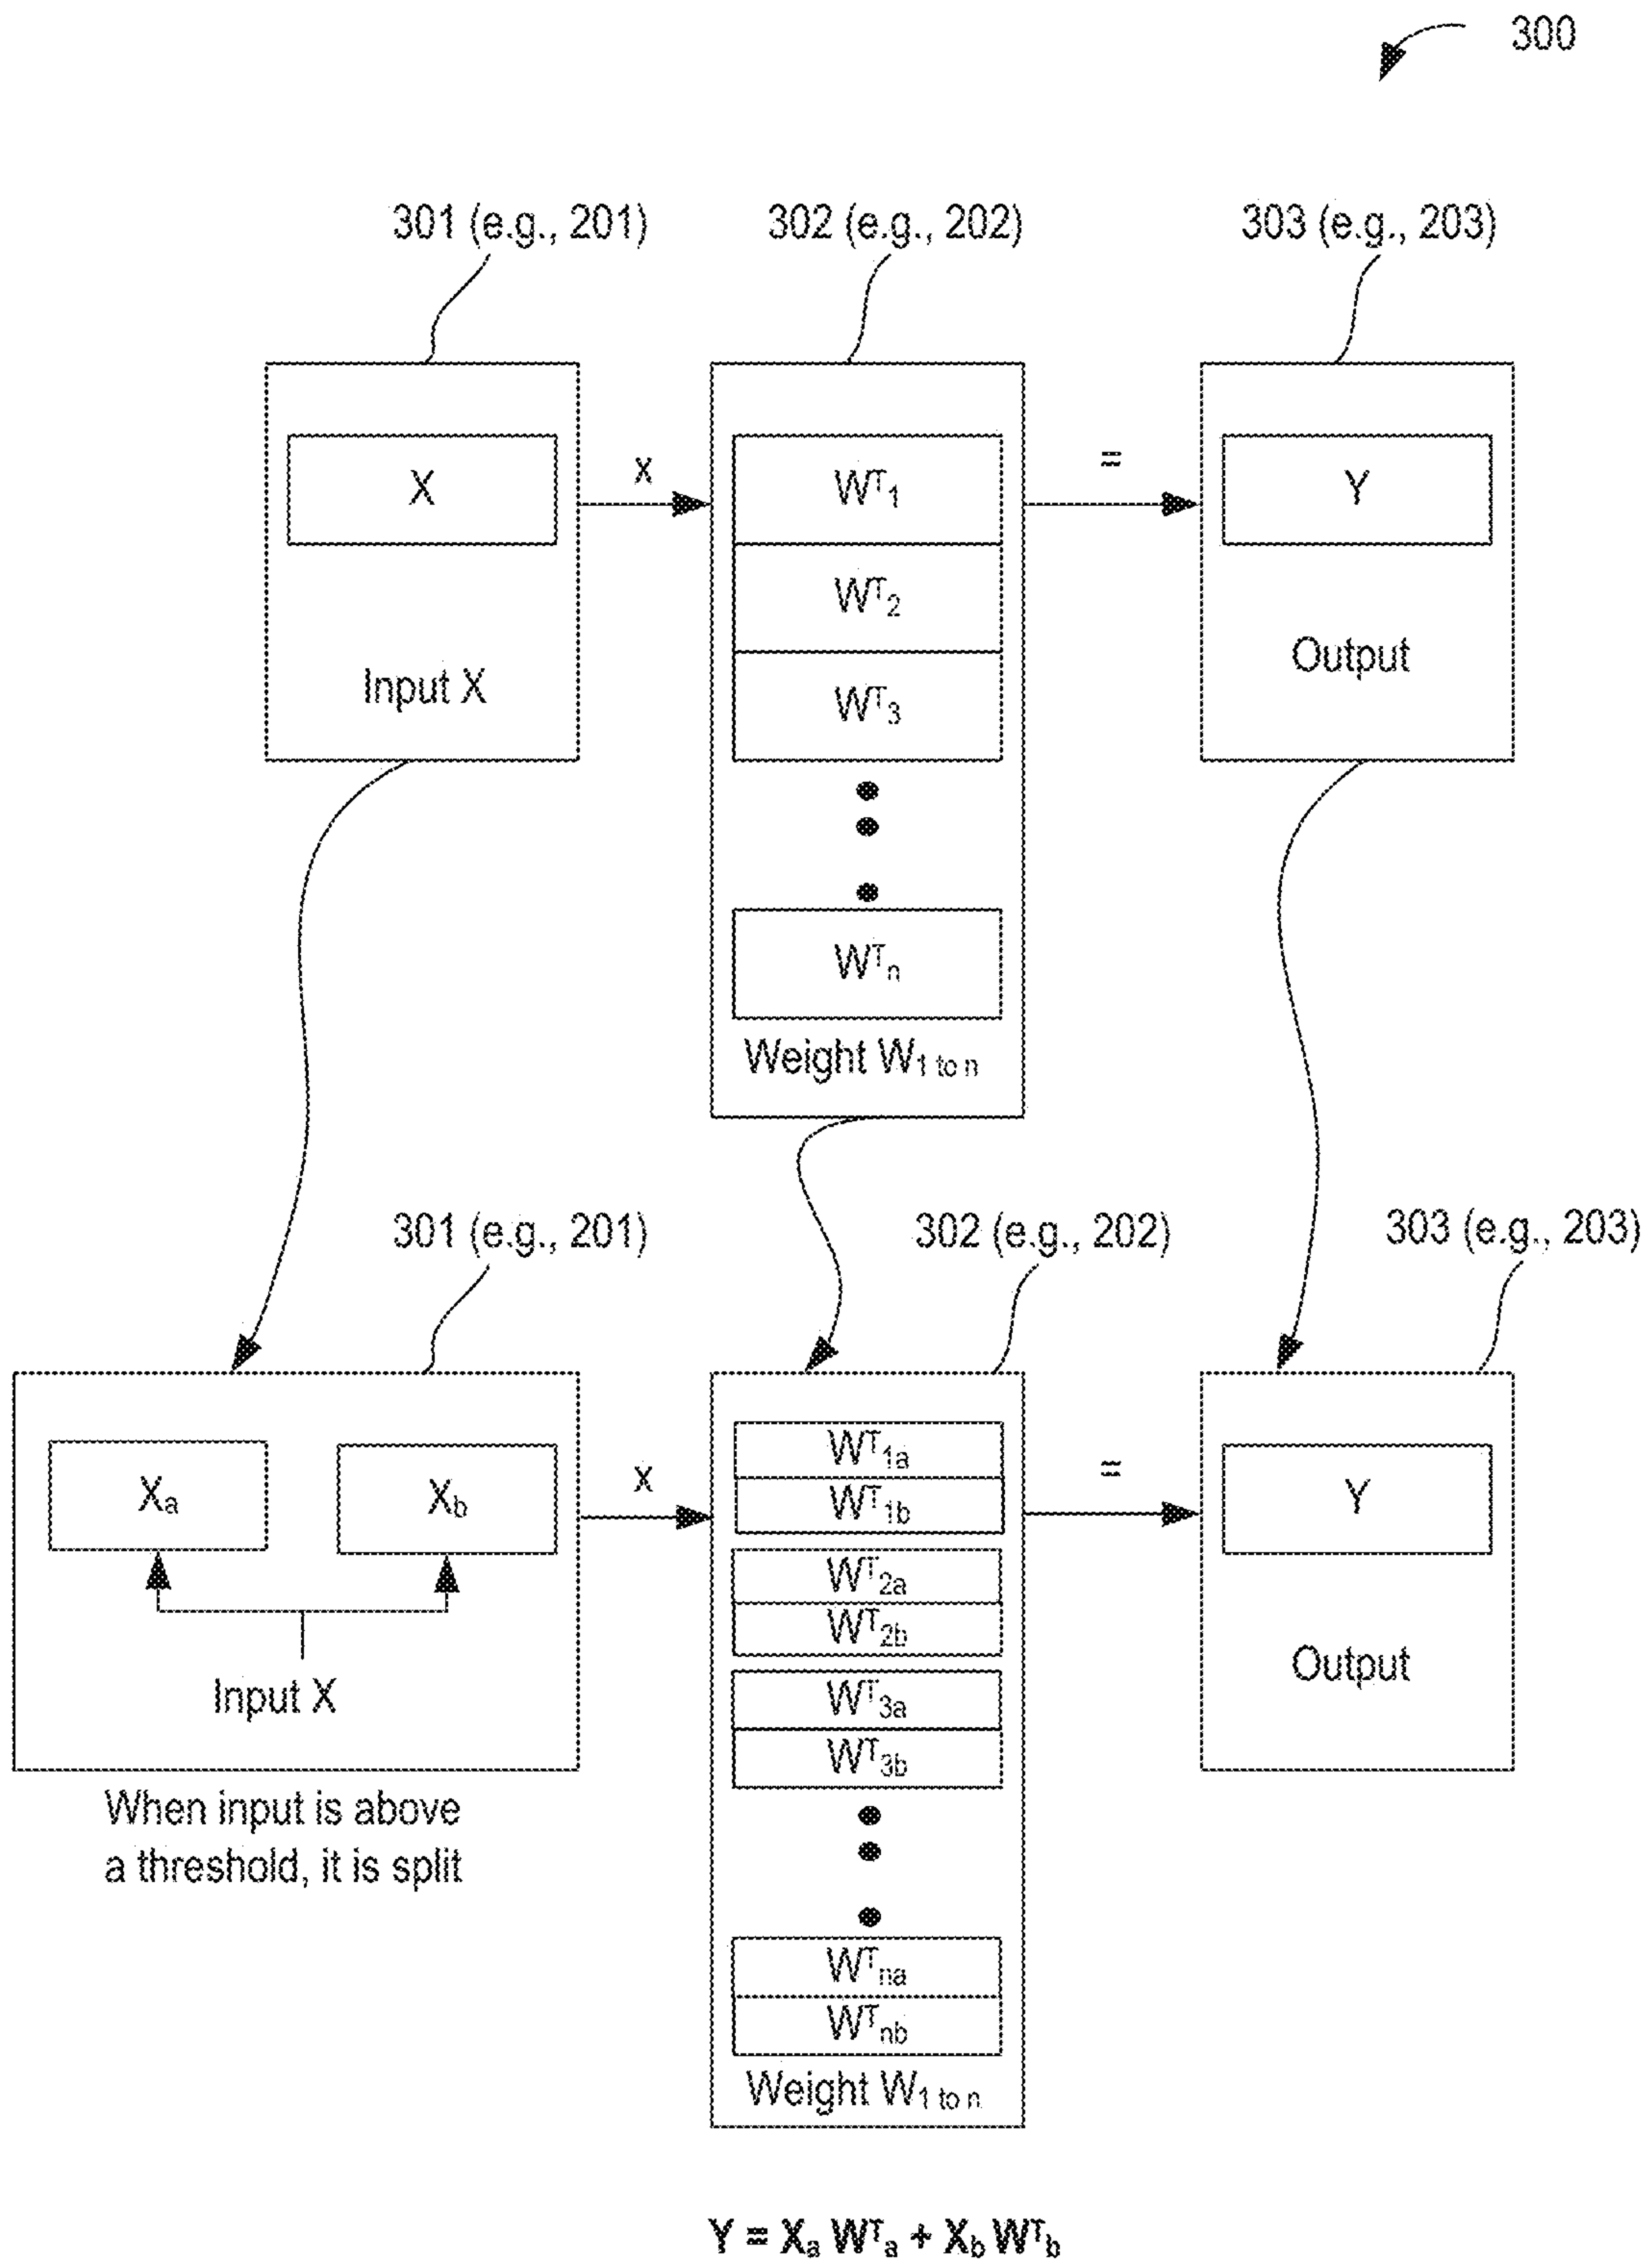 300
301 (e.g., 201)
302 (e.g., 202)
303 (e.g., 203)
X
x
Wᵀ₁
=
Y
Wᵀ₂
Input X
Wᵀ₃
Output
Wᵀₙ
Weight W₁ ₜₒ ₙ
301 (e.g., 201)
302 (e.g., 202)
303 (e.g., 203)
Xa
Xb
x
WT1a
WT1b
=
Y
WT2a
WT2b
Input X
WT3a
WT3b
Output
When input is above
a threshold, it is split
WTna
WTnb
Weight W1 to n
Y = Xa WTa + Xb WTb